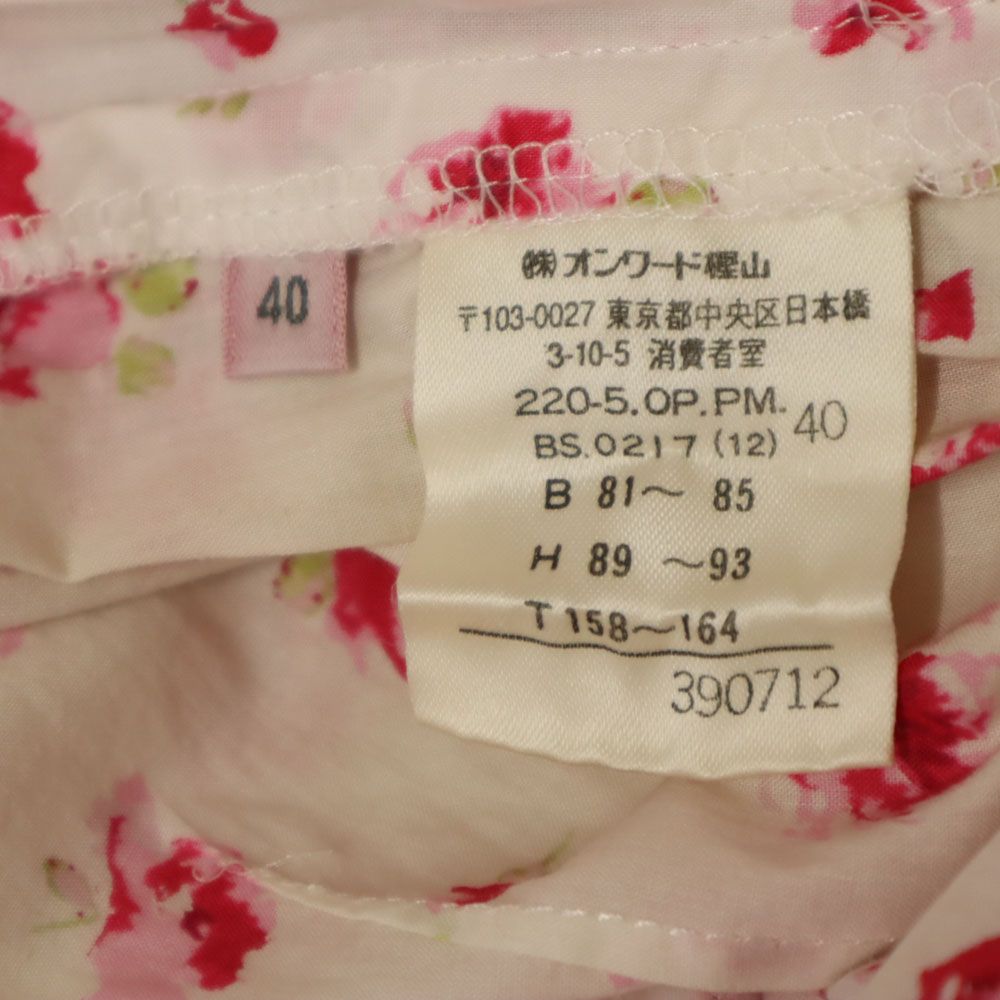 40
㈱オンワード樫山
〒103-0027 東京都中央区日本橋
3-10-5 消費者室
220-5.OP.PM. 40
BS.0217 (12)
B 81〜 85
H 89 〜93
T 158〜164
390712